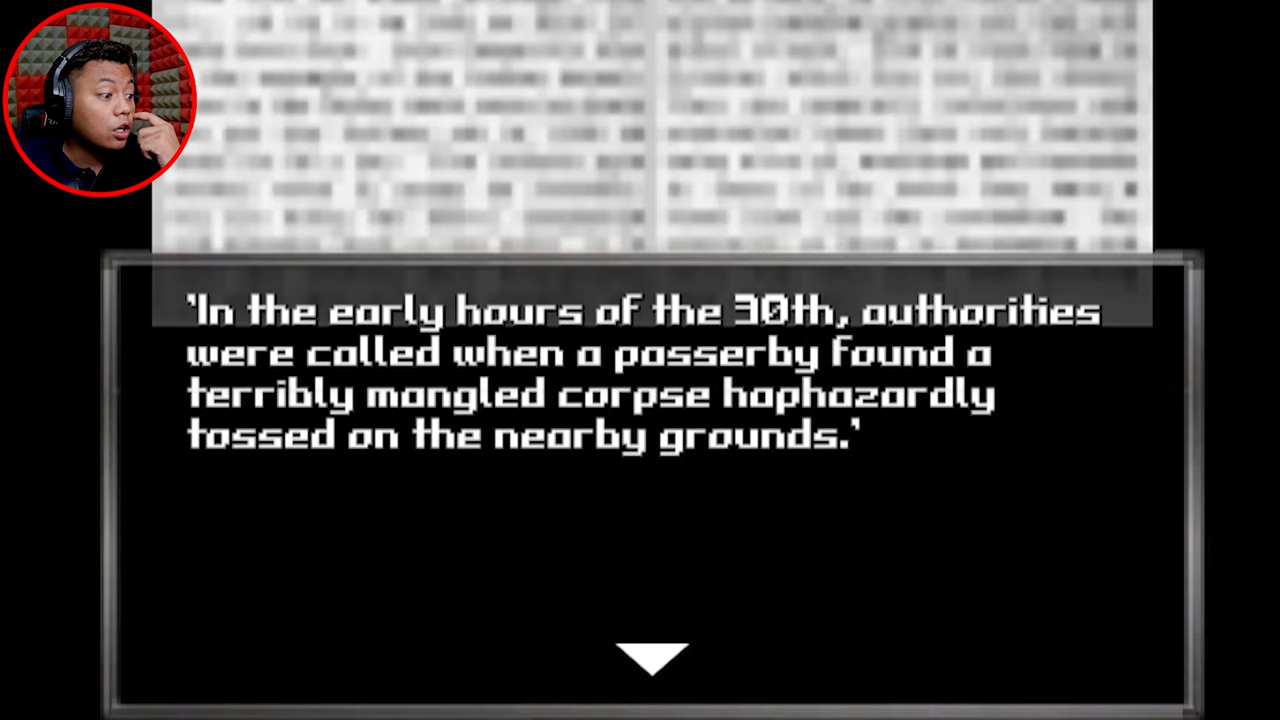 'In the early hours of the 30th, authorities
were called when a passerby found a
terribly mangled corpse haphazardly
tossed on the nearby grounds.'